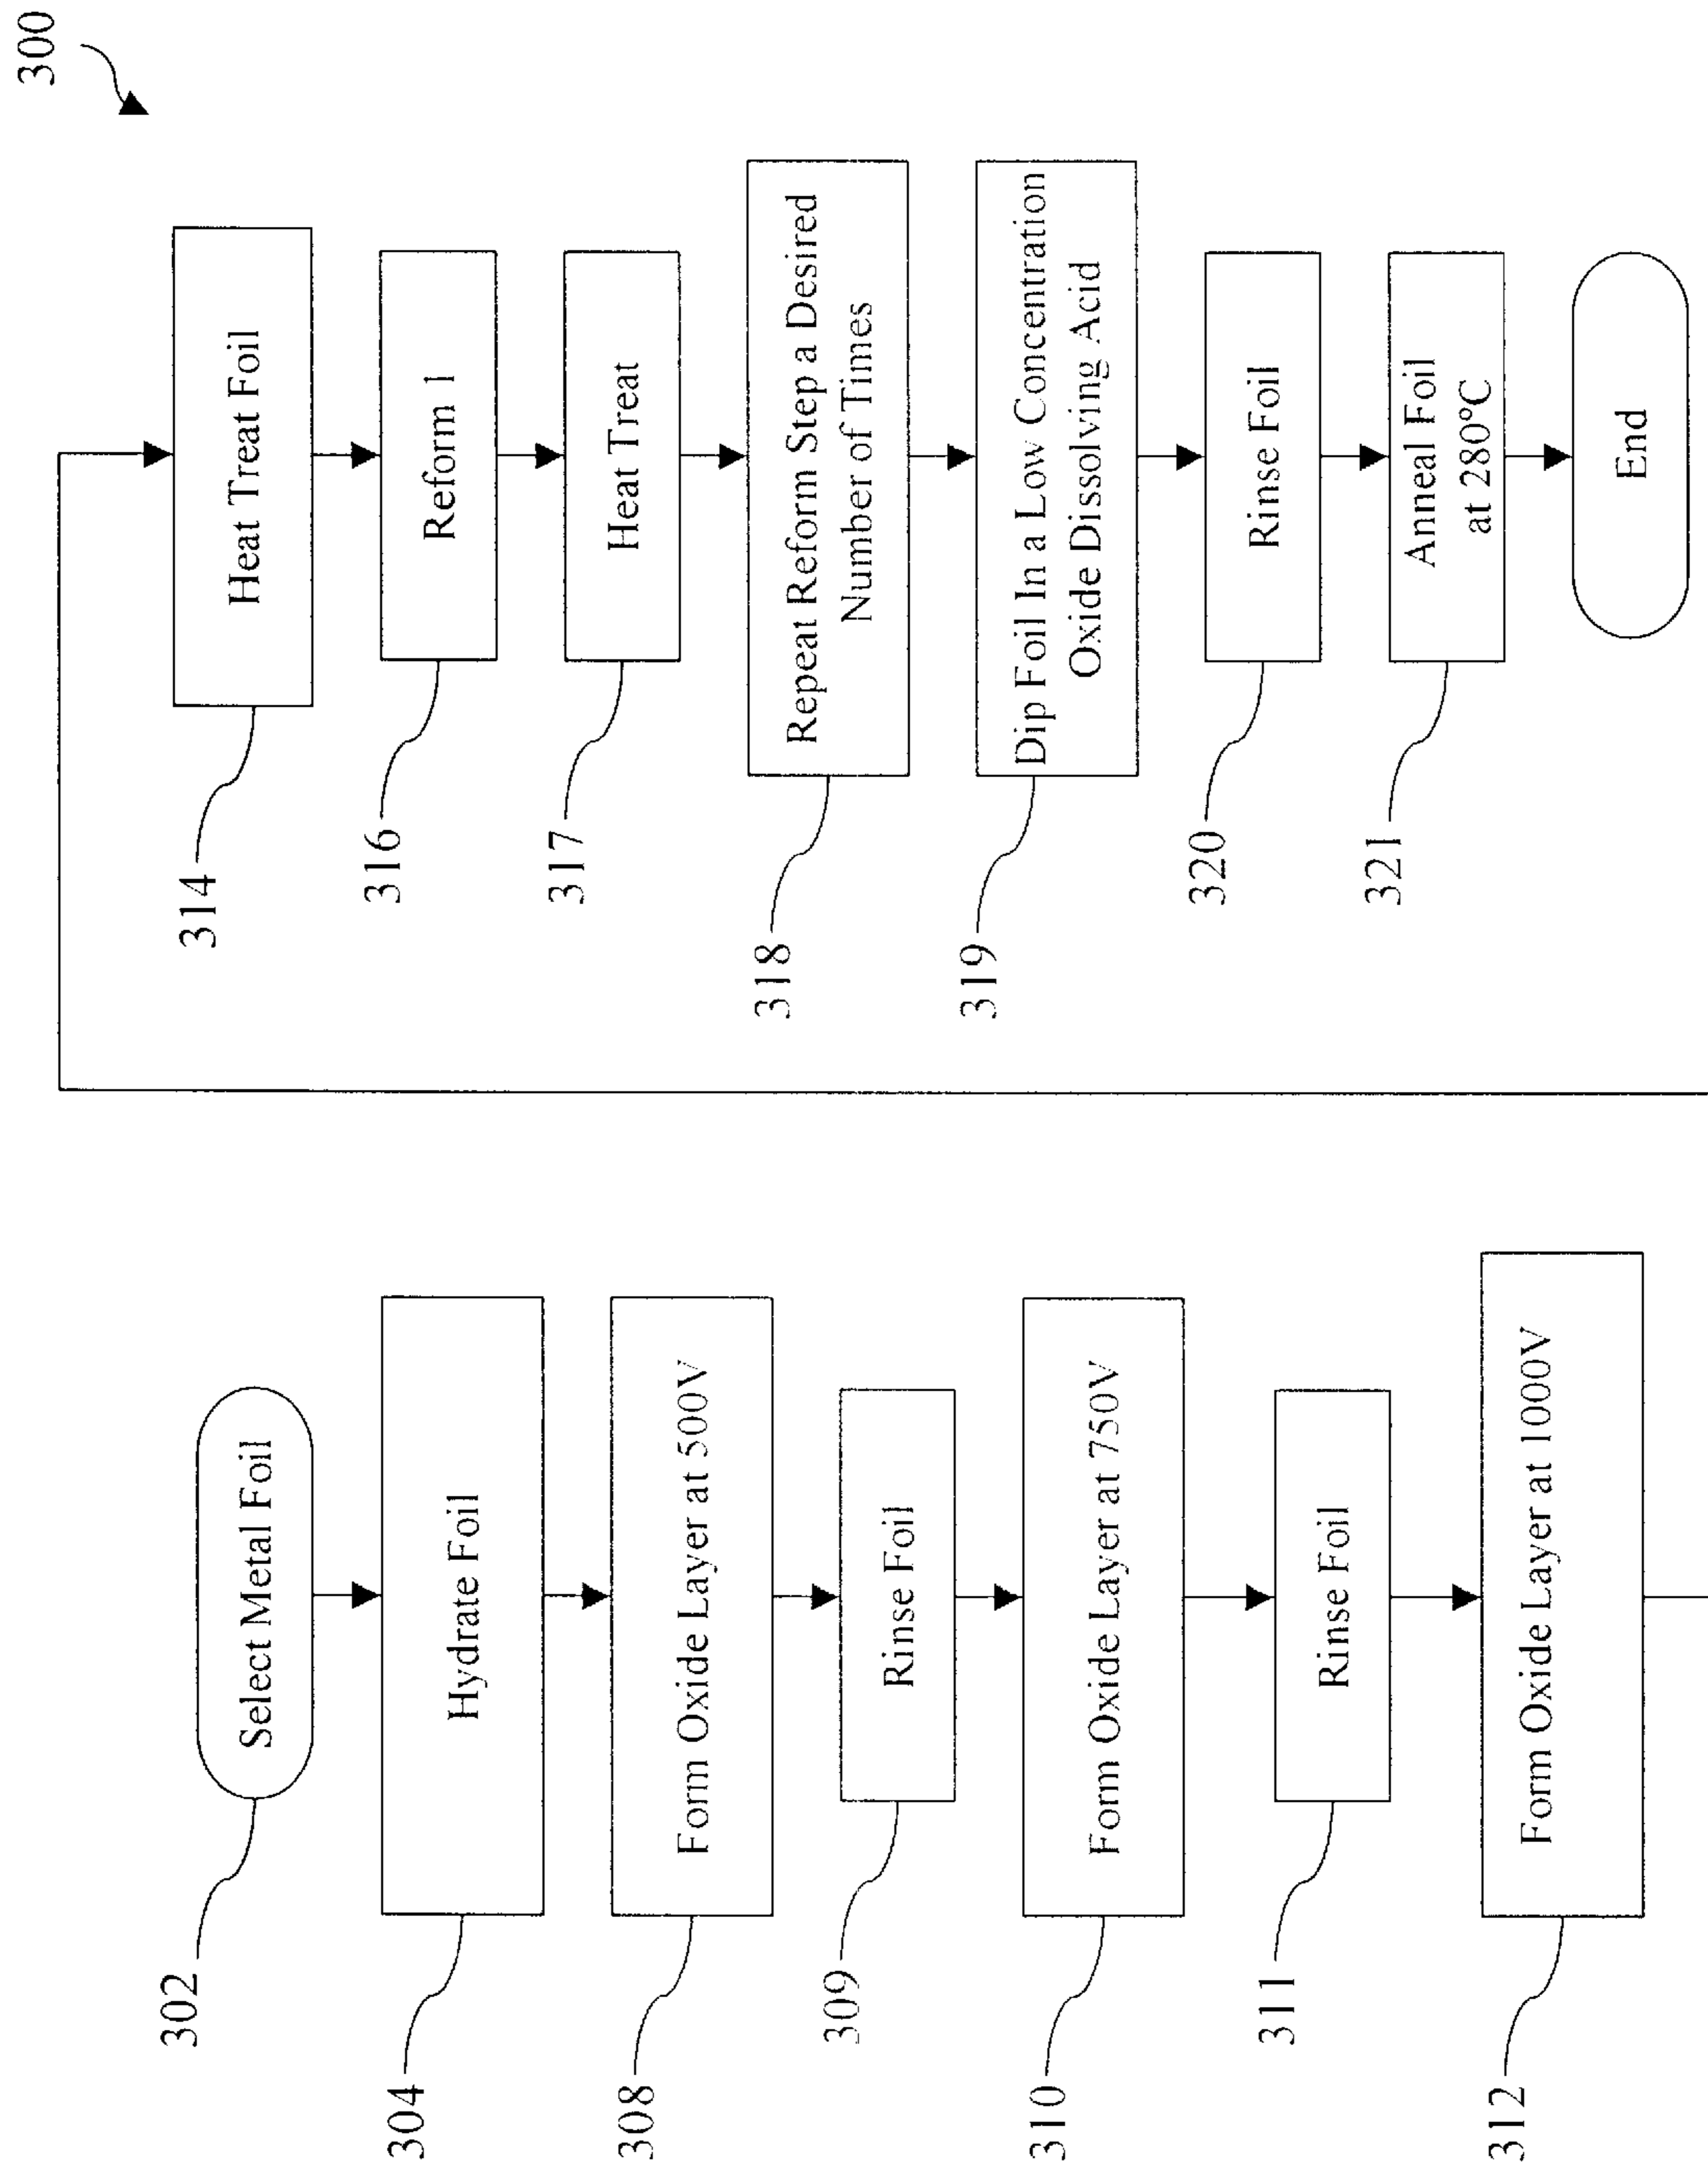 300
302
Select Metal Foil
304
Hydrate Foil
308
Form Oxide Layer at 500V
309
Rinse Foil
310
Form Oxide Layer at 750V
311
Rinse Foil
312
Form Oxide Layer at 1000V
314
Heat Treat Foil
316
Reform 1
317
Heat Treat
318
Repeat Reform Step a Desired
Number of Times
319
Dip Foil In a Low Concentration
Oxide Dissolving Acid
320
Rinse Foil
321
Anneal Foil
at 280°C
End